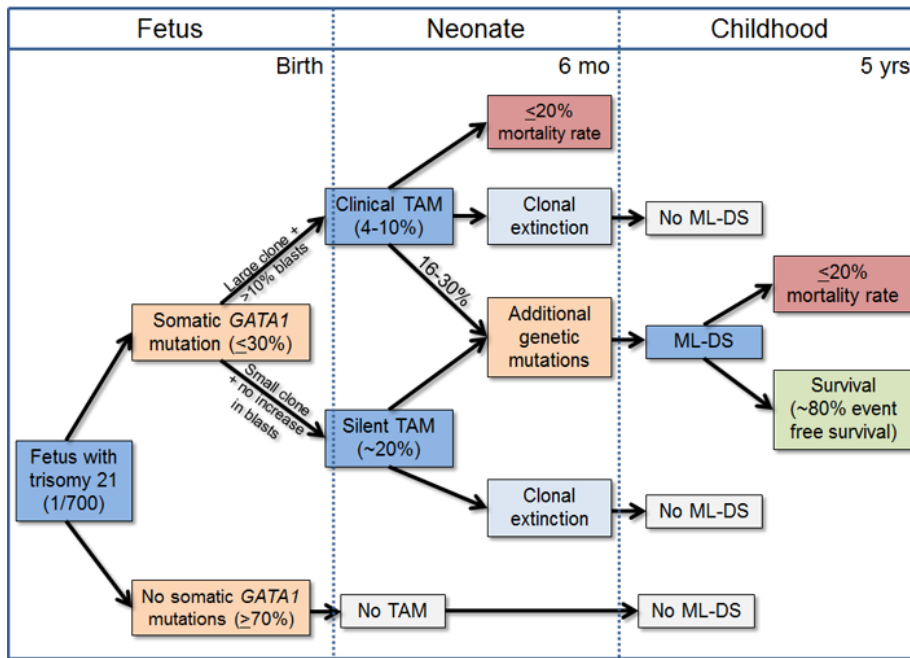 Fetus
Neonate
Childhood
Birth
6 mo
5 yrs
≤20%
mortality rate
Clinical TAM
(4-10%)
Clonal
extinction
No ML-DS
Large clone +
>10% blasts
16-30%
Somatic GATA1
mutation (≤30%)
Additional
genetic
mutations
ML-DS
≤20%
mortality rate
Small clone
+ no increase
in blasts
Survival
(~80% event
free survival)
Silent TAM
(~20%)
Fetus with
trisomy 21
(1/700)
Clonal
extinction
No ML-DS
No somatic GATA1
mutations (≥70%)
No TAM
No ML-DS